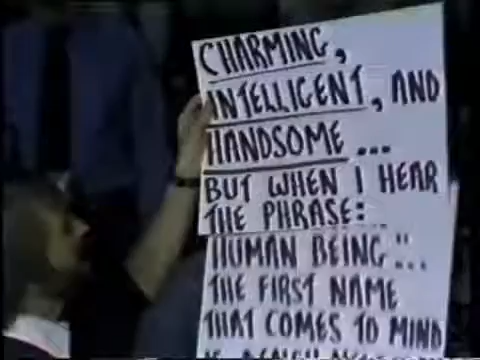 CHARMING,
INTELLIGENT, AND
HANDSOME...
BUT WHEN I HEAR
THE PHRASE:
HUMAN BEING"...
THE FIRST NAME
THAT COMES TO MIND